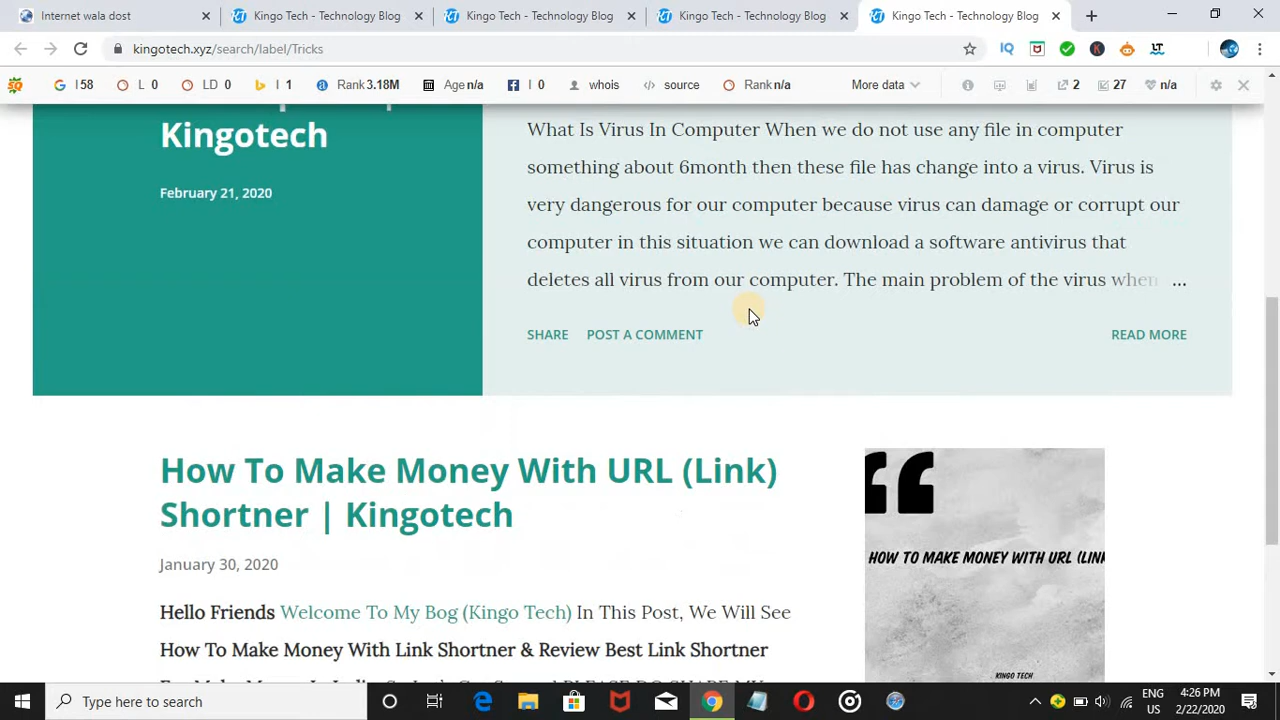 Internet wala dost
Kingo Tech - Technology Blog
Kingo Tech - Technology Blog
Kingo Tech - Technology Blog
Kingo Tech - Technology Blog
kingotech.xyz/search/label/Tricks
I 58
L 0
LD 0
I 1
Rank 3.18M
Age n/a
I 0
whois
source
Rank n/a
More data
2
27
n/a
Kingotech
February 21, 2020
What Is Virus In Computer When we do not use any file in computer
something about 6month then these file has change into a virus. Virus is
very dangerous for our computer because virus can damage or corrupt our
computer in this situation we can download a software antivirus that
deletes all virus from our computer. The main problem of the virus when ...
SHARE POST A COMMENT READ MORE
How To Make Money With URL (Link)
Shortner | Kingotech
January 30, 2020
Hello Friends Welcome To My Bog (Kingo Tech) In This Post, We Will See
How To Make Money With Link Shortner & Review Best Link Shortner
HOW TO MAKE MONEY WITH URL (LINK
KINGO TECH
Type here to search
ENG
US
4:26 PM
2/22/2020